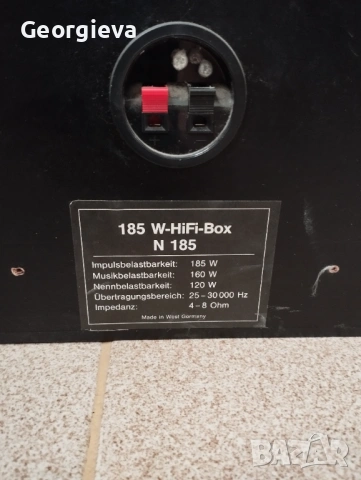 Georgieva
185 W-HiFi-Box
N 185
Impulsbelastbarkeit: 185 W
Musikbelastbarkeit: 160 W
Nennbelastbarkeit: 120 W
Übertragungsbereich: 25-30 000 Hz
Impedanz: 4-8 Ohm
Made in West Germany
BAZAR